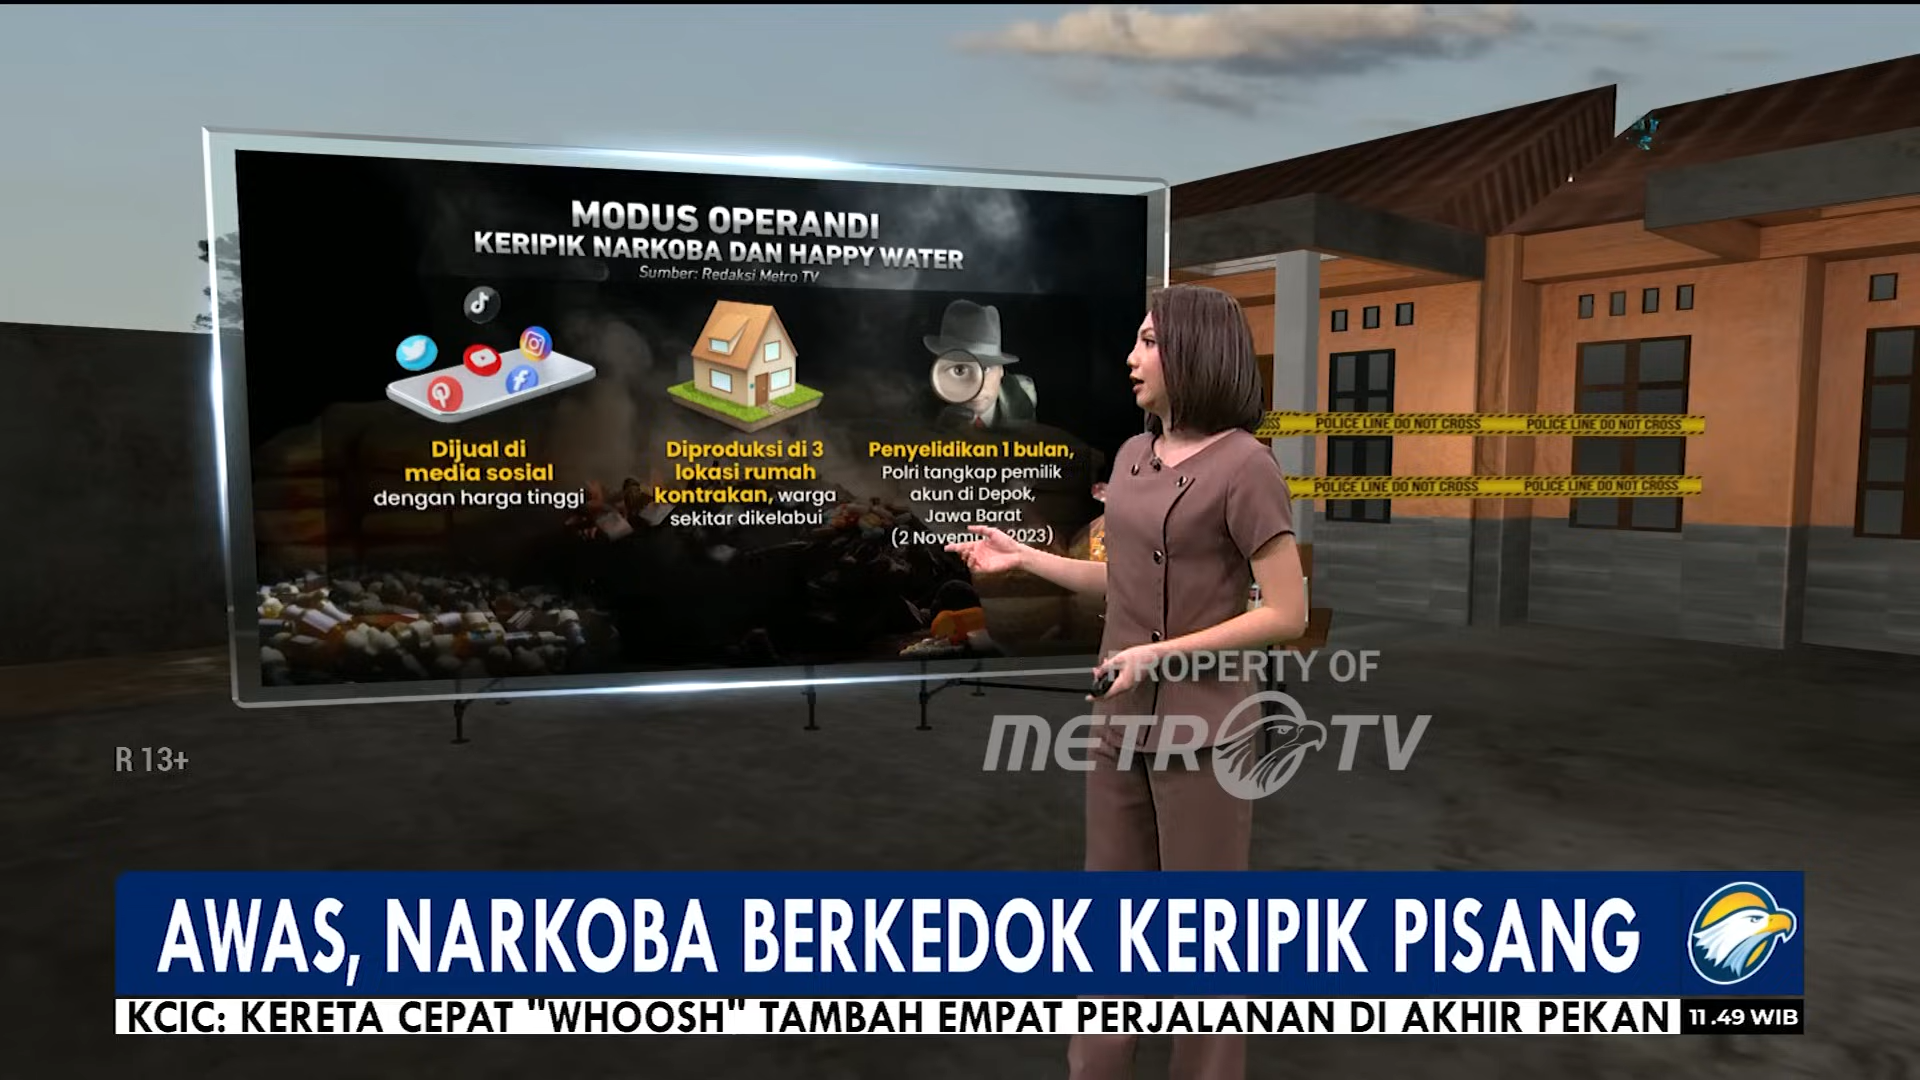 MODUS OPERANDI
KERIPIK NARKOBA DAN HAPPY WATER
Sumber: Redaksi Metro TV
Dijual di
media sosial
dengan harga tinggi
Diproduksi di 3
lokasi rumah
kontrakan, warga
sekitar dikelabui
Penyelidikan 1 bulan,
Polri tangkap pemilik
akun di Depok,
Jawa Barat
(2 November 2023)
POLICE LINE DO NOT CROSS POLICE LINE DO NOT CROSS
POLICE LINE DO NOT CROSS POLICE LINE DO NOT CROSS
PROPERTY OF
METRO TV
R 13+
AWAS, NARKOBA BERKEDOK KERIPIK PISANG
KCIC: KERETA CEPAT "WHOOSH" TAMBAH EMPAT PERJALANAN DI AKHIR PEKAN
11.49 WIB